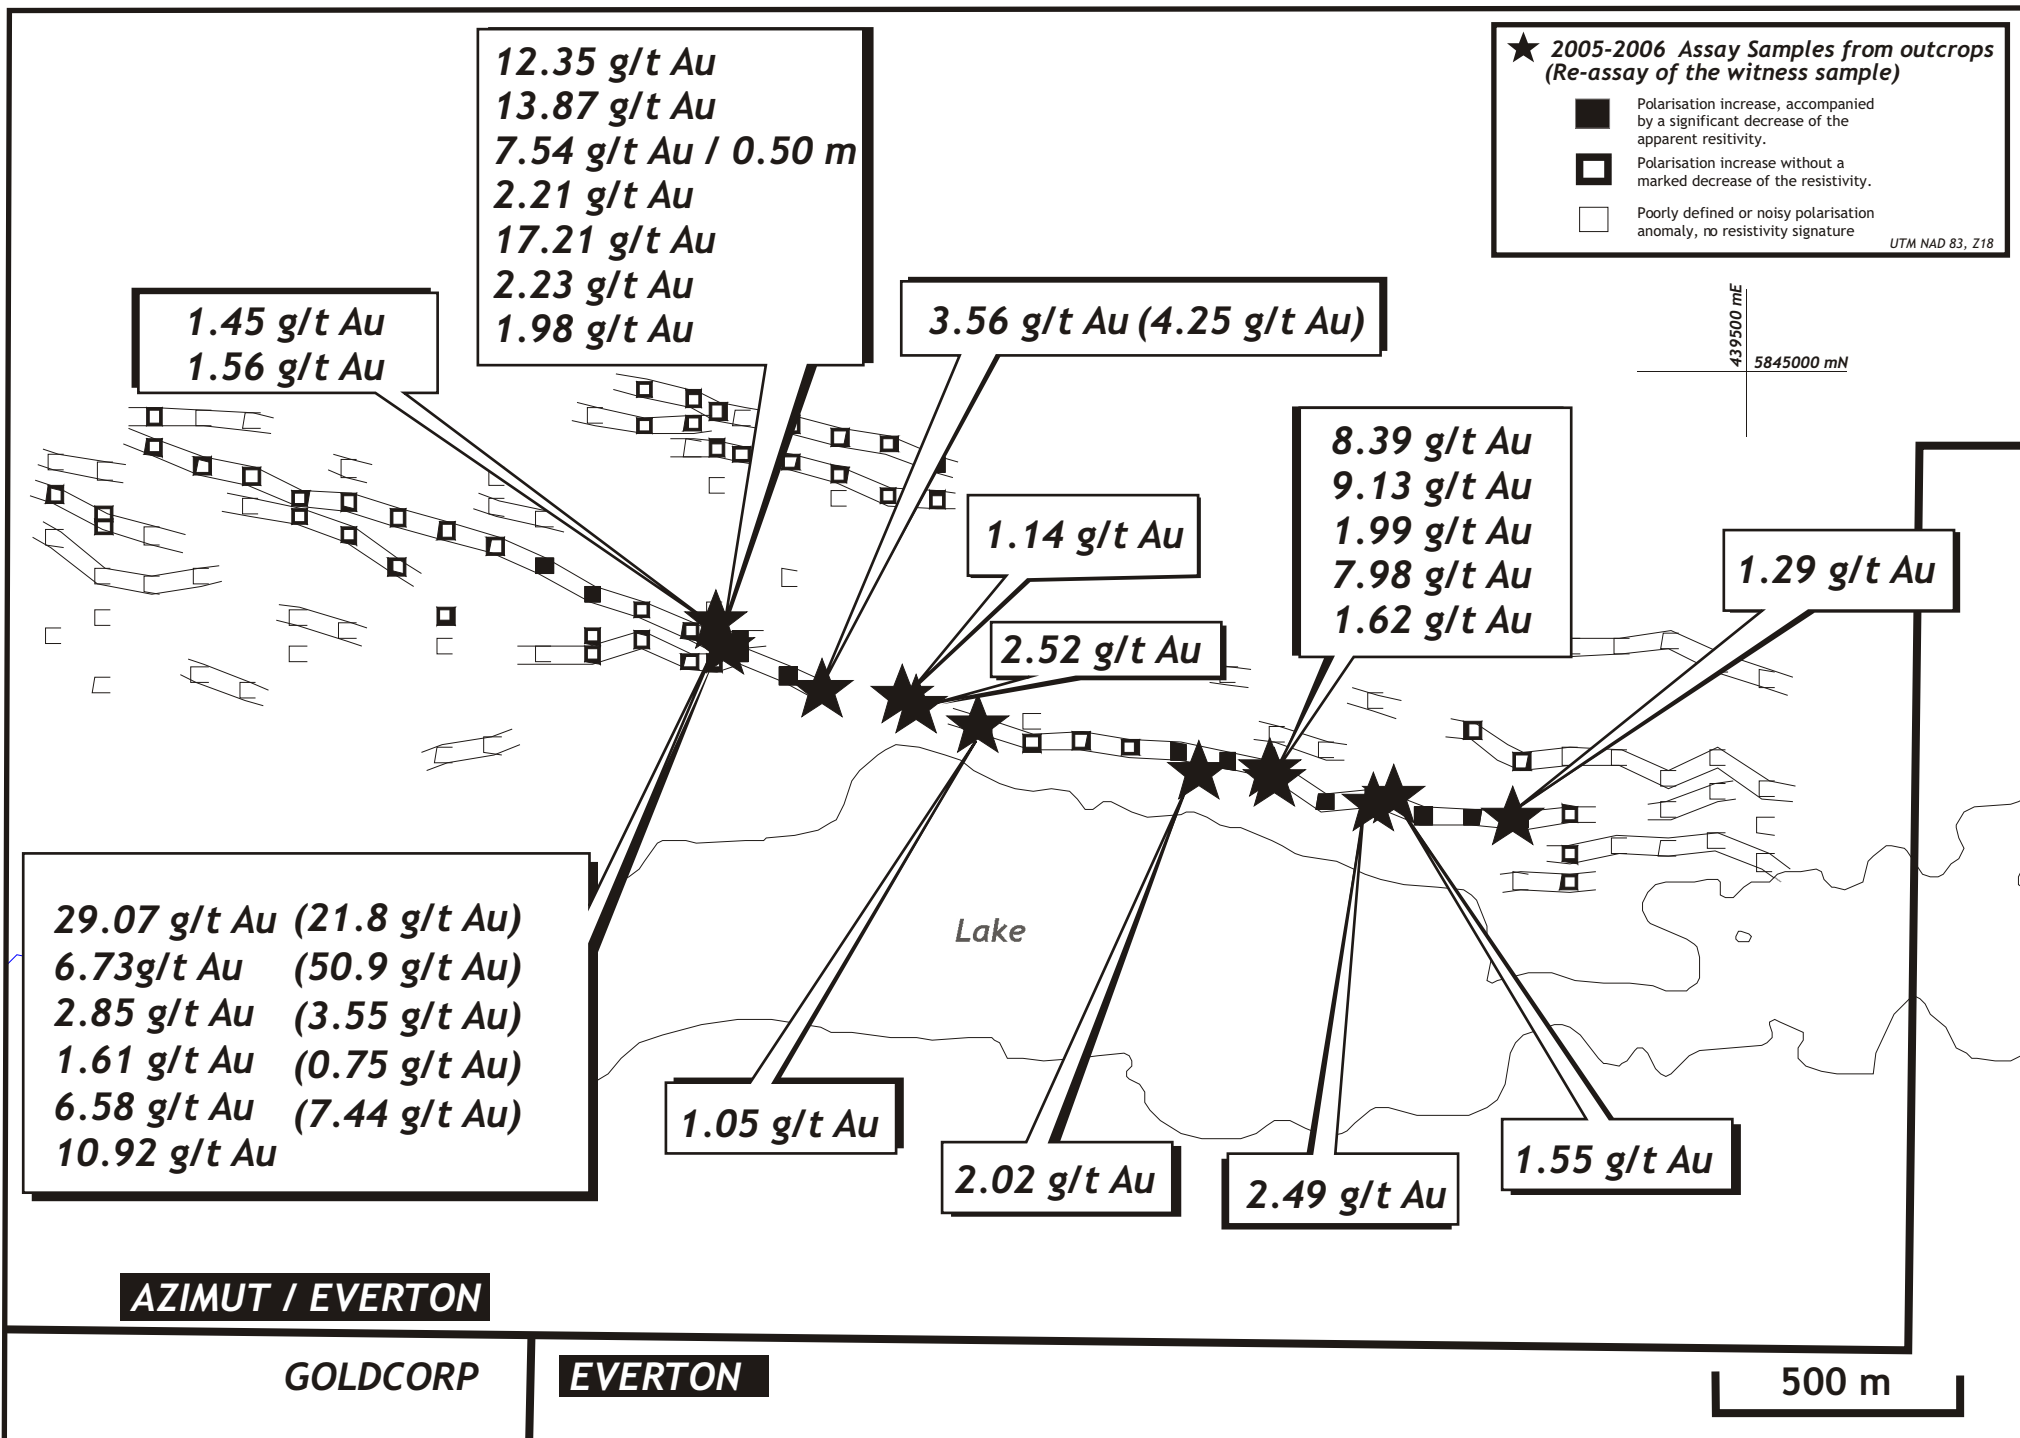 ★ 2005-2006 Assay Samples from outcrops
(Re-assay of the witness sample)
Polarisation increase, accompanied
by a significant decrease of the
apparent resitivity.
Polarisation increase without a
marked decrease of the resistivity.
Poorly defined or noisy polarisation
anomaly, no resistivity signature
UTM NAD 83, Z18
439500 mE
5845000 mN
12.35 g/t Au
13.87 g/t Au
7.54 g/t Au / 0.50 m
2.21 g/t Au
17.21 g/t Au
2.23 g/t Au
1.98 g/t Au
1.45 g/t Au
1.56 g/t Au
3.56 g/t Au (4.25 g/t Au)
1.14 g/t Au
2.52 g/t Au
8.39 g/t Au
9.13 g/t Au
1.99 g/t Au
7.98 g/t Au
1.62 g/t Au
1.29 g/t Au
29.07 g/t Au (21.8 g/t Au)
6.73g/t Au (50.9 g/t Au)
2.85 g/t Au (3.55 g/t Au)
1.61 g/t Au (0.75 g/t Au)
6.58 g/t Au (7.44 g/t Au)
10.92 g/t Au
Lake
1.05 g/t Au
2.02 g/t Au
2.49 g/t Au
1.55 g/t Au
AZIMUT / EVERTON
GOLDCORP
EVERTON
500 m